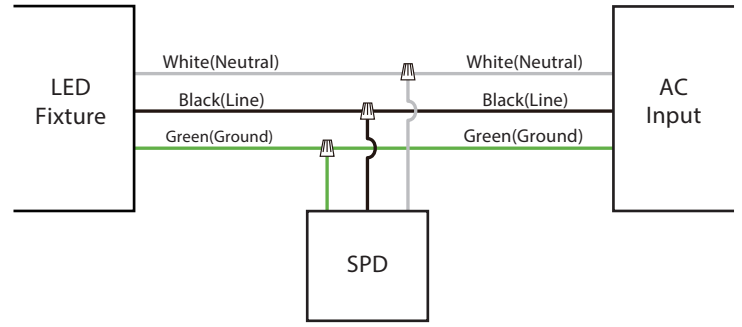 White(Neutral)
White(Neutral)
LED
Fixture
Black(Line)
Black(Line)
AC
Input
Green(Ground)
Green(Ground)
SPD